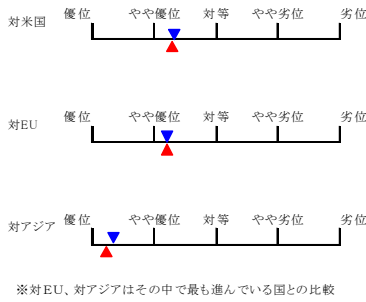 優位 やや優位 対等 やや劣位 劣位
対米国
優位 やや優位 対等 やや劣位 劣位
対EU
優位 やや優位 対等 やや劣位 劣位
対アジア
※対EU、対アジアはその中で最も進んでいる国との比較